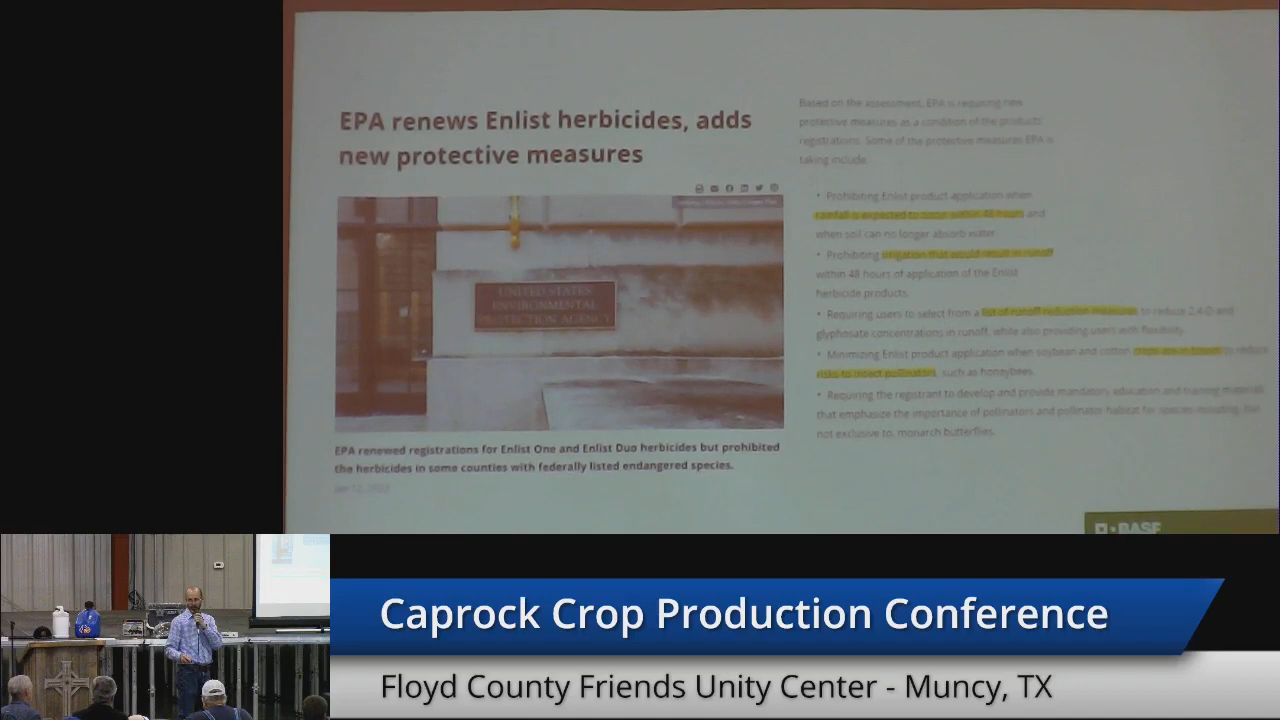 EPA renews Enlist herbicides, adds
new protective measures
UNITED STATES
ENVIRONMENTAL
PROTECTION AGENCY
EPA renewed registrations for Enlist One and Enlist Duo herbicides but prohibited
the herbicides in some counties with federally listed endangered species.
Jan 12, 2022
Based on the assessment, EPA is requiring new
protective measures as a condition of the products'
registrations. Some of the protective measures EPA is
taking include:
• Prohibiting Enlist product application when
rainfall is expected to occur within 48 hours and
when soil can no longer absorb water.
• Prohibiting irrigation that would result in runoff
within 48 hours of application of the Enlist
herbicide products.
• Requiring users to select from a list of runoff reduction measures to reduce 2,4-D and
glyphosate concentrations in runoff, while also providing users with flexibility.
• Minimizing Enlist product application when soybean and cotton crops are in bloom to reduce
risks to insect pollinators, such as honeybees.
• Requiring the registrant to develop and provide mandatory education and training materials
that emphasize the importance of pollinators and pollinator habitat for species including, but
not exclusive to, monarch butterflies.
BASF
Caprock Crop Production Conference
Floyd County Friends Unity Center - Muncy, TX